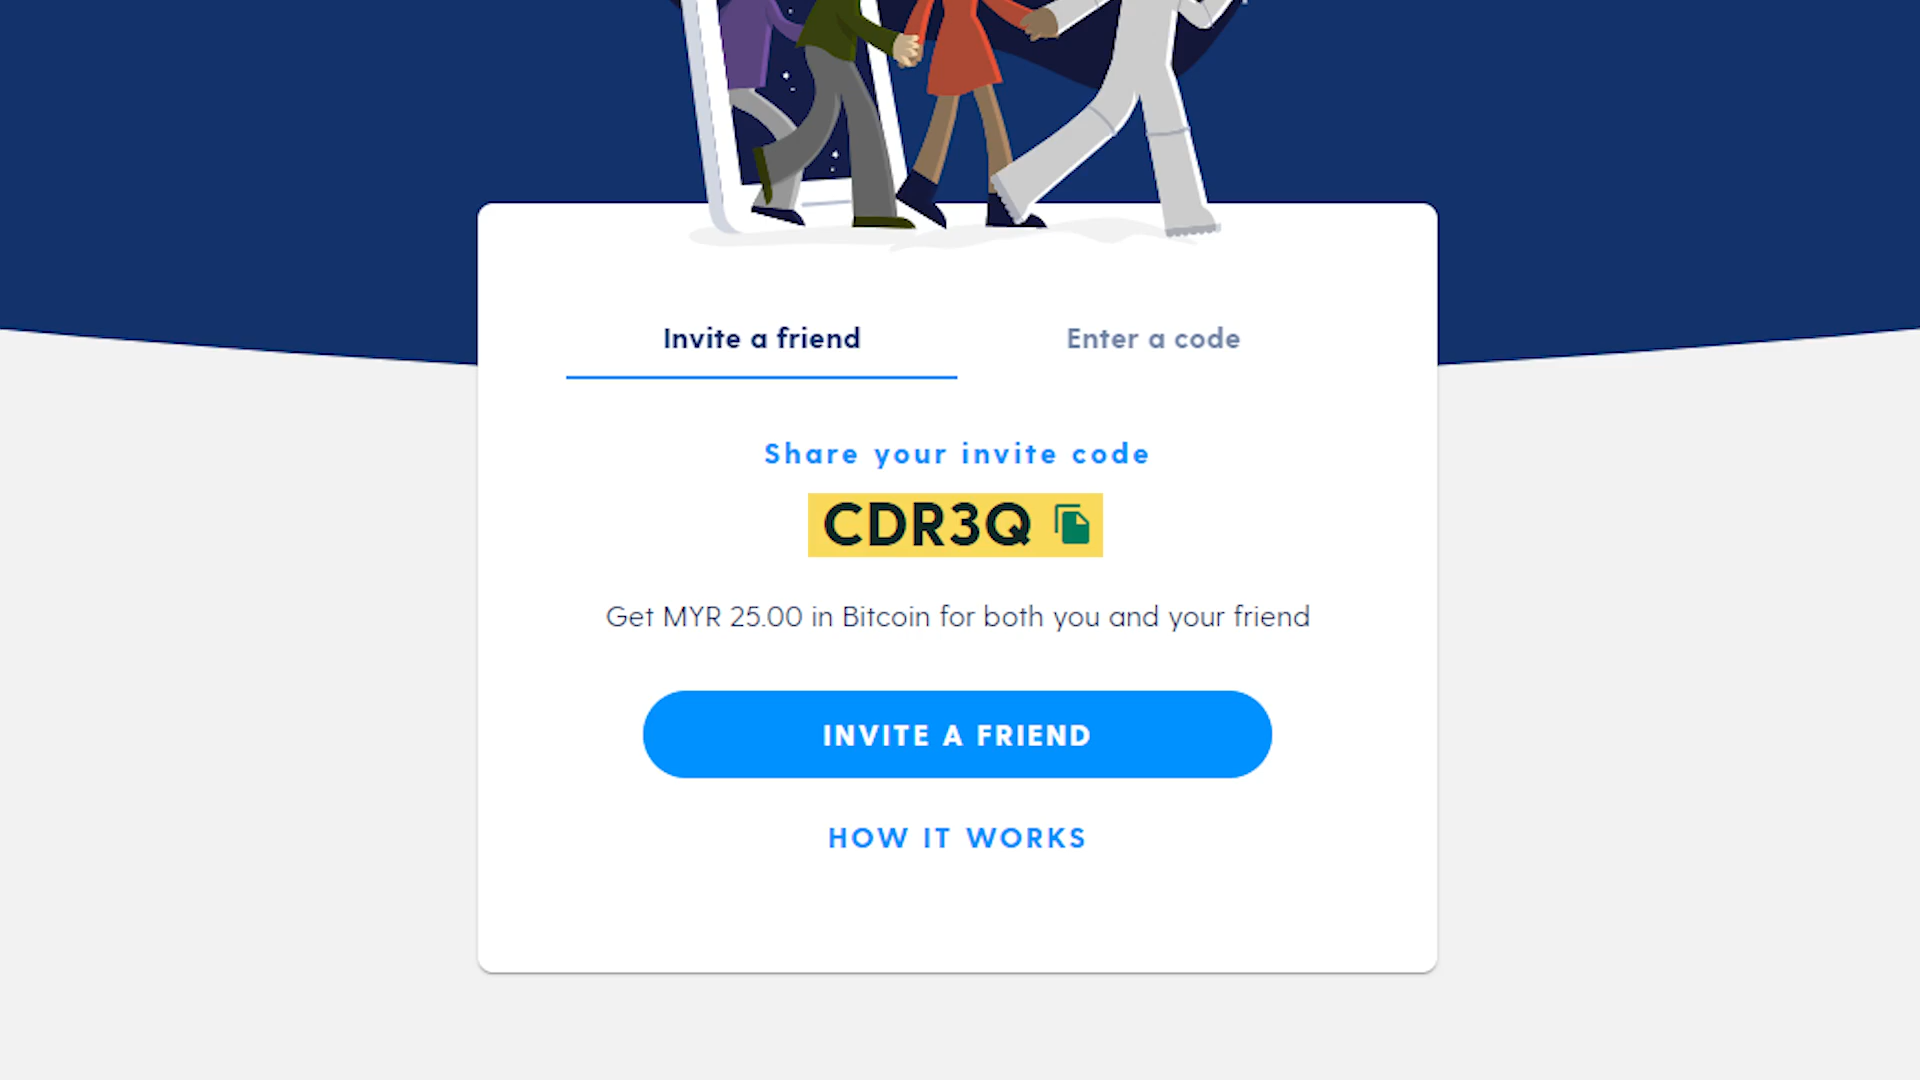 Invite a friend
Enter a code
Share your invite code
CDR3Q
Get MYR 25.00 in Bitcoin for both you and your friend
INVITE A FRIEND
HOW IT WORKS